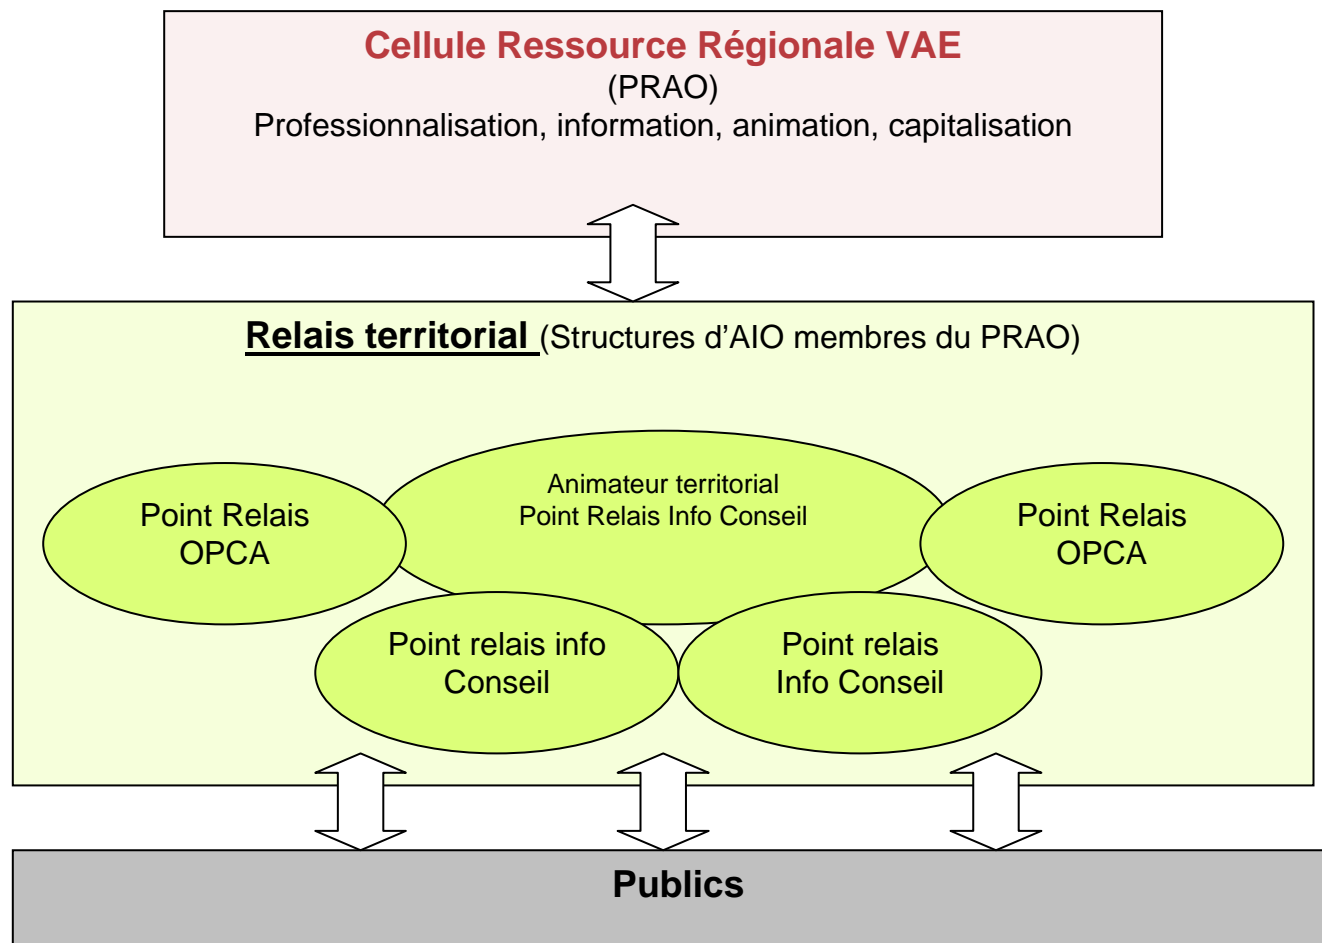 Cellule Ressource Régionale VAE
(PRAO)
Professionnalisation, information, animation, capitalisation
Relais territorial (Structures d’AIO membres du PRAO)
Animateur territorial
Point Relais Info Conseil
Point Relais
OPCA
Point Relais
OPCA
Point relais info
Conseil
Point relais
Info Conseil
Publics